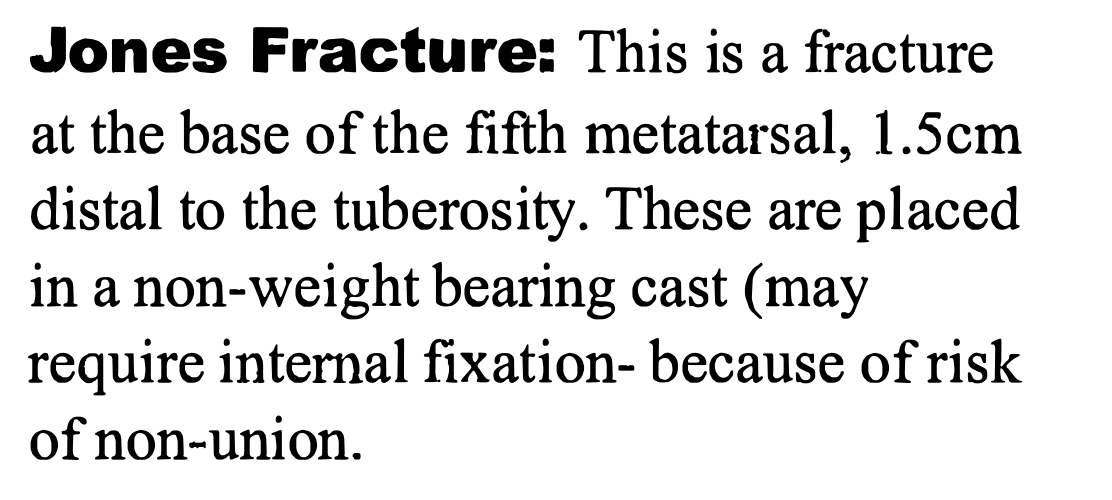 Jones Fracture: This is a fracture
at the base of the fifth metatarsal, 1.5cm
distal to the tuberosity. These are placed
in a non-weight bearing cast (may
require internal fixation- because of risk
of non-union.